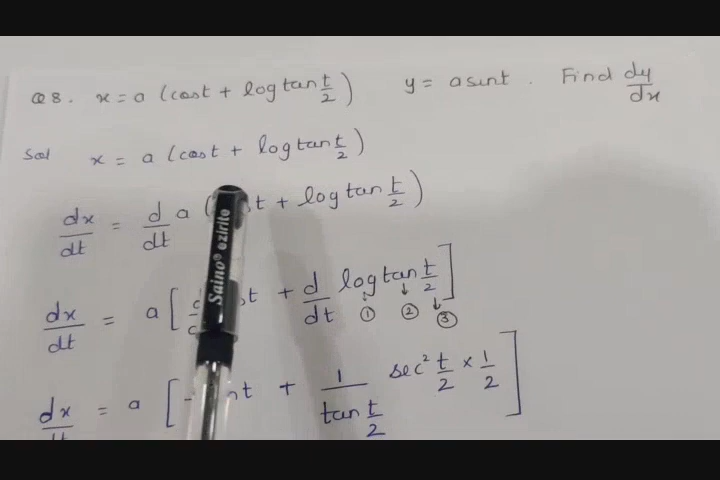 Q8. x = a (cost + log tan t/2) y = a sint. Find dy/dx
Sol x = a (cost + log tan t/2)
dx/dt = d/dt a ( t + log tan t/2)
dx/dt = a [ t + d/dt log tan t/2]
① ② ③
dx/dt = a [ t + 1/(tan t/2) sec² t/2 × 1/2]
Saino® ezirite